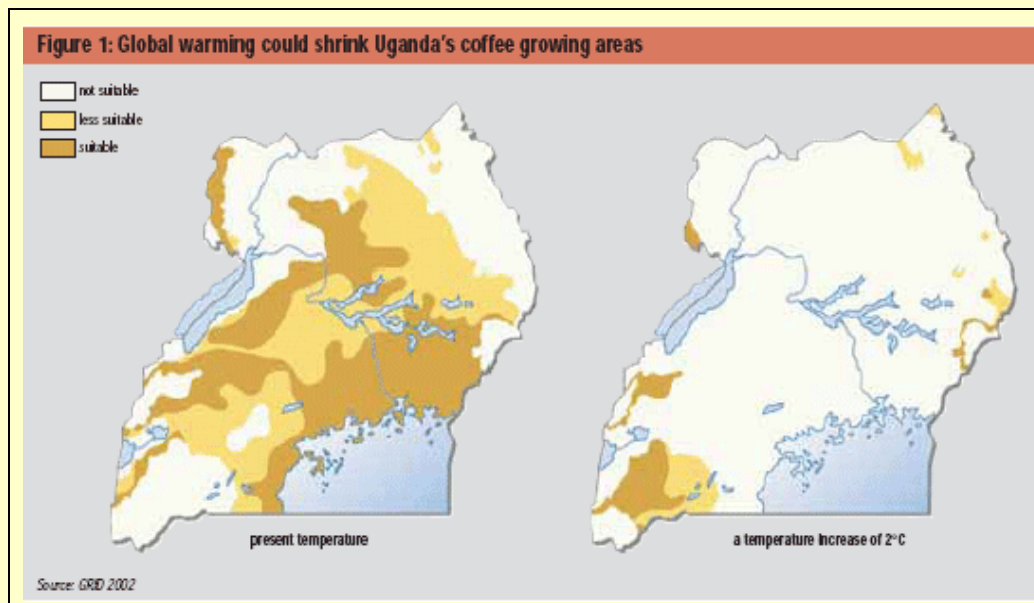 Figure 1: Global warming could shrink Uganda's coffee growing areas
not suitable
less suitable
suitable
present temperature
a temperature increase of 2°C
Source: GRID 2002